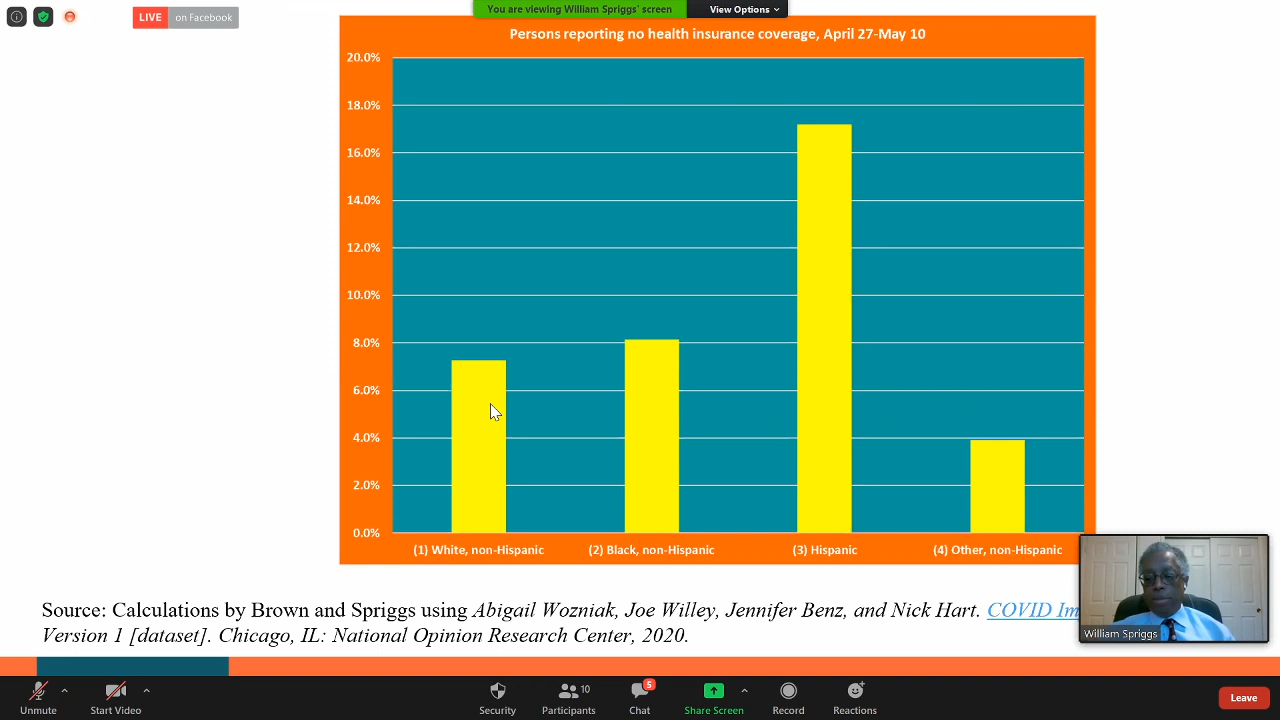 You are viewing William Spriggs' screen
View Options
LIVE on Facebook
Persons reporting no health insurance coverage, April 27-May 10
20.0%
18.0%
16.0%
14.0%
12.0%
10.0%
8.0%
6.0%
4.0%
2.0%
0.0%
(1) White, non-Hispanic (2) Black, non-Hispanic (3) Hispanic (4) Other, non-Hispanic
Source: Calculations by Brown and Spriggs using Abigail Wozniak, Joe Willey, Jennifer Benz, and Nick Hart. COVID
Version 1 [dataset]. Chicago, IL: National Opinion Research Center, 2020.
William Spriggs
Unmute Start Video Security Participants 10 Chat 5 Share Screen Record Reactions Leave